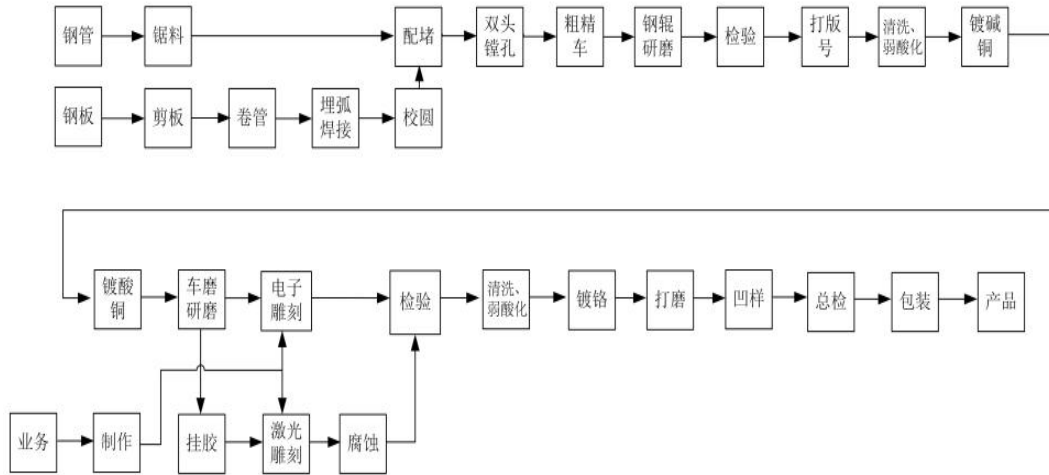 钢管
锯料
配堵
双头
镗孔
粗精
车
钢辊
研磨
检验
打版
号
清洗、
弱酸化
镀碱
铜
钢板
剪板
卷管
埋弧
焊接
校圆
镀酸
铜
车磨
研磨
电子
雕刻
检验
清洗、
弱酸化
镀铬
打磨
凹样
总检
包装
产品
业务
制作
挂胶
激光
雕刻
腐蚀